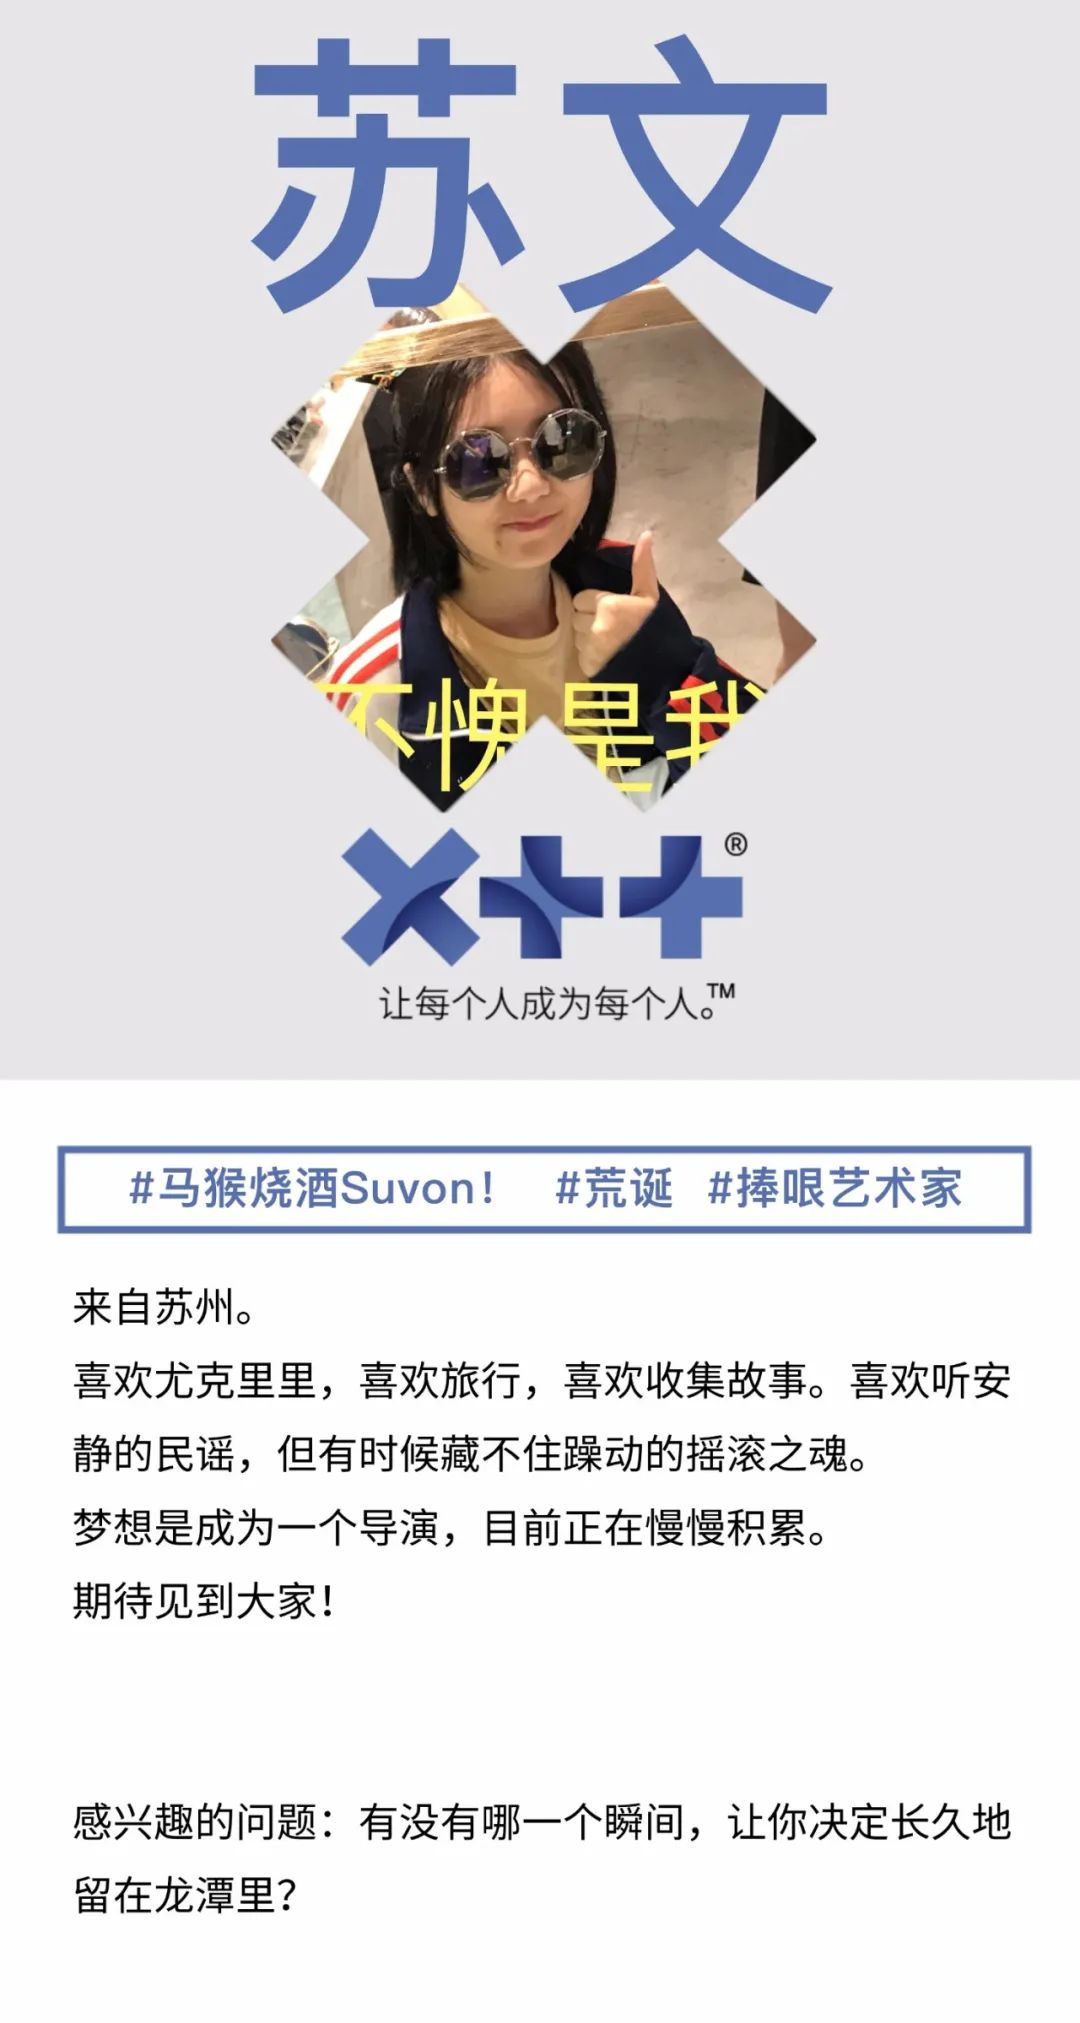 苏文
不愧是我
x++®
让每个人成为每个人。™
#马猴烧酒Suvon！ #荒诞 #捧哏艺术家
来自苏州。
喜欢尤克里里，喜欢旅行，喜欢收集故事。喜欢听安
静的民谣，但有时候藏不住躁动的摇滚之魂。
梦想是成为一个导演，目前正在慢慢积累。
期待见到大家！
感兴趣的问题：有没有哪一个瞬间，让你决定长久地
留在龙潭里？